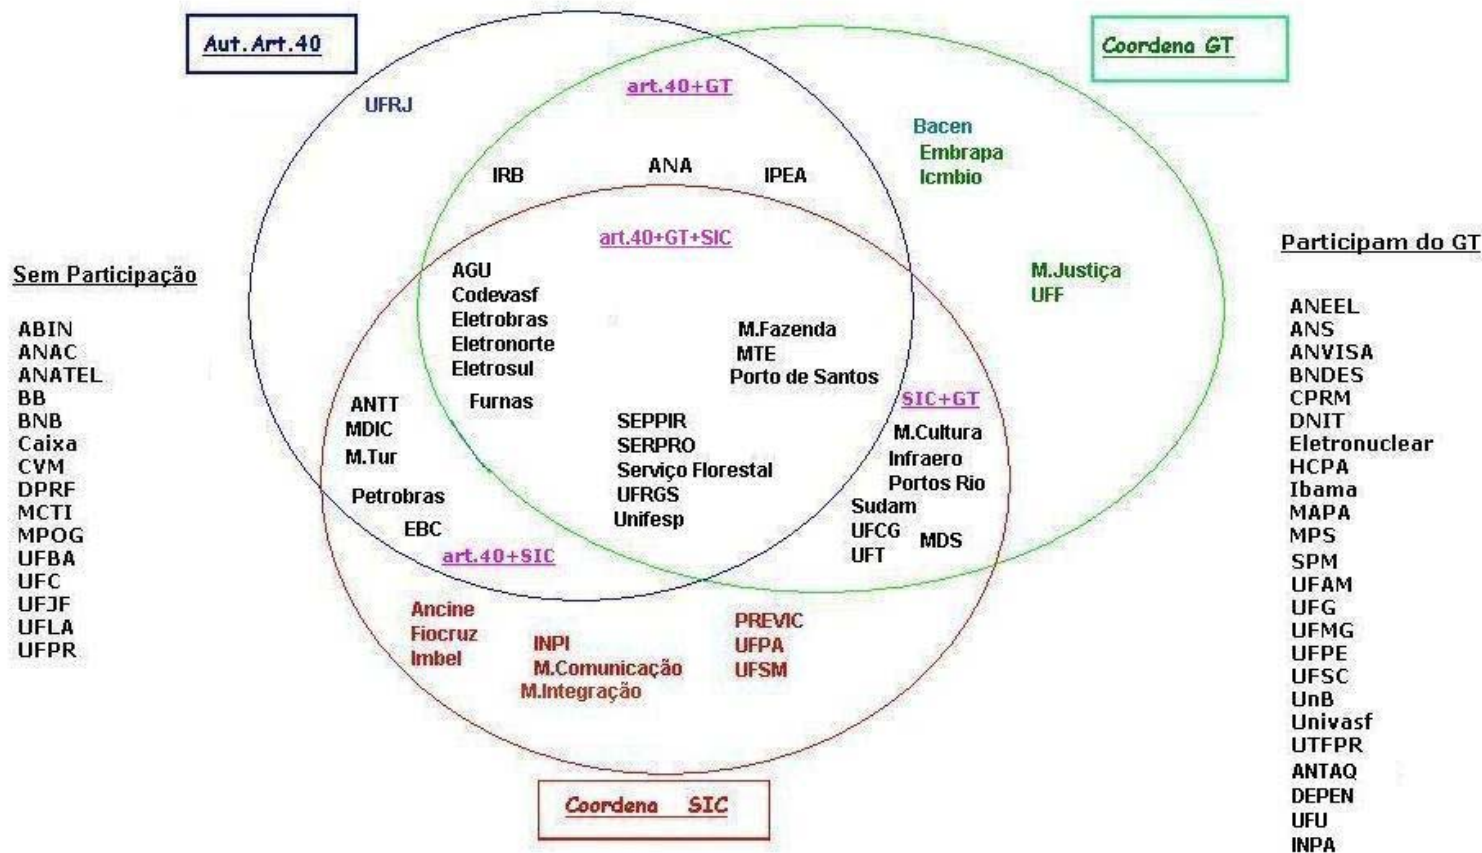 Aut.Art.40
Coordena GT
art.40+GT
UFRJ
Bacen
Embrapa
Icmbio
IRB
ANA
IPEA
art.40+GT+SIC
Sem Participação
ABIN
ANAC
ANATEL
BB
BNB
Caixa
CVM
DPRF
MCTI
MPOG
UFBA
UFC
UFJF
UFLA
UFPR
AGU
Codevasf
Eletrobras
Eletronorte
Eletrosul
Furnas
M.Fazenda
MTE
Porto de Santos
M.Justiça
UFF
ANTT
MDIC
M.Tur
Petrobras
EBC
art.40+SIC
SEPPIR
SERPRO
Serviço Florestal
UFRGS
Unifesp
SIC+GT
M.Cultura
Infraero
Portos Rio
Sudam
UFCG
UFT
MDS
Ancine
Fiocruz
Imbel
INPI
M.Comunicação
M.Integração
PREVIC
UFPA
UFSM
Coordena SIC
Participam do GT
ANEEL
ANS
ANVISA
BNDES
CPRM
DNIT
Eletronuclear
HCPA
Ibama
MAPA
MPS
SPM
UFAM
UFG
UFMG
UFPE
UFSC
UnB
Univasf
UTFPR
ANTAQ
DEPEN
UFU
INPA